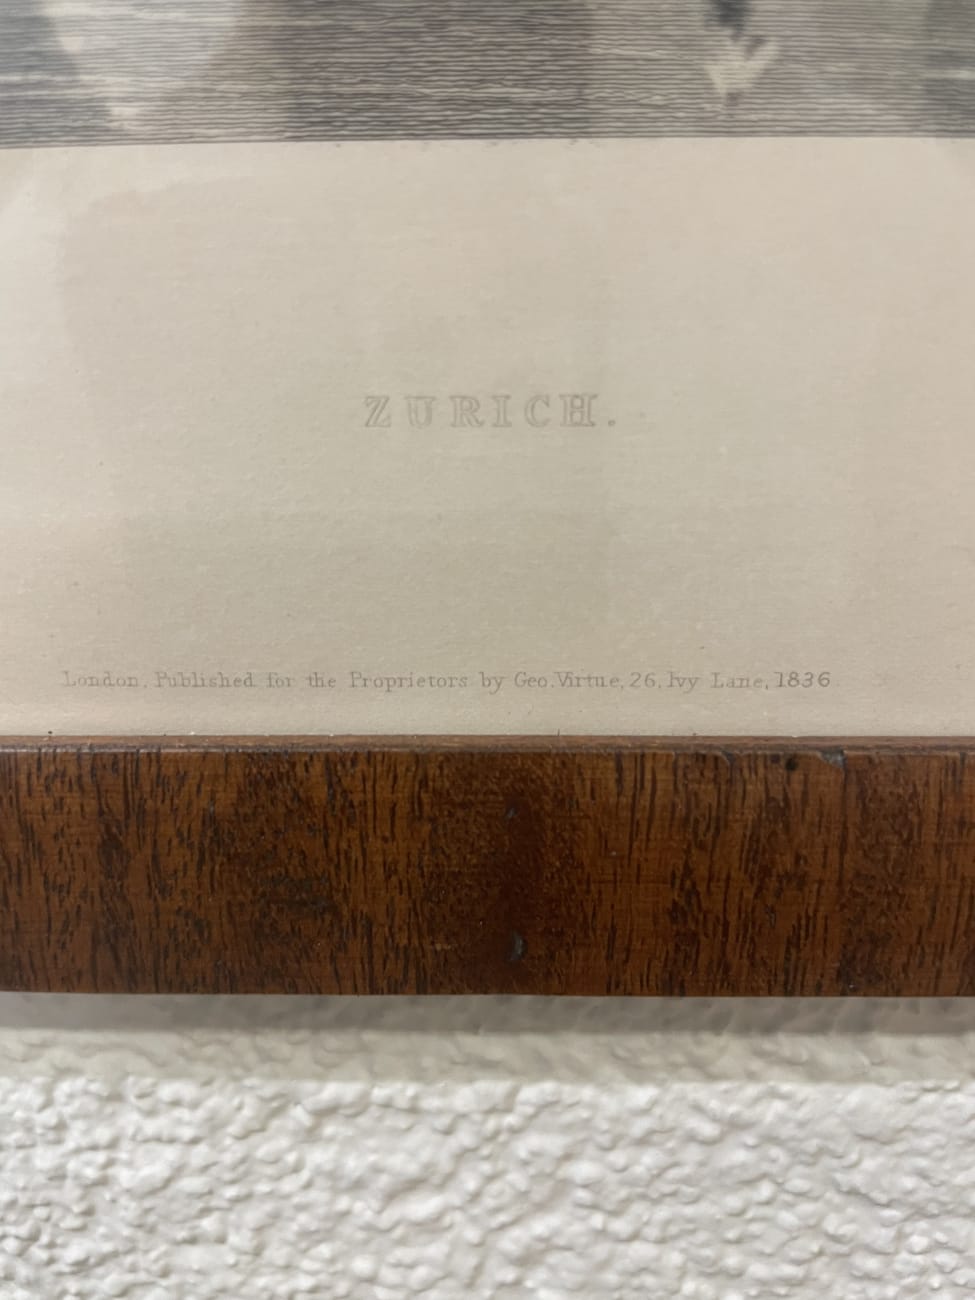 ZURICH.
London, Published for the Proprietors by Geo. Virtue, 26, Ivy Lane, 1836